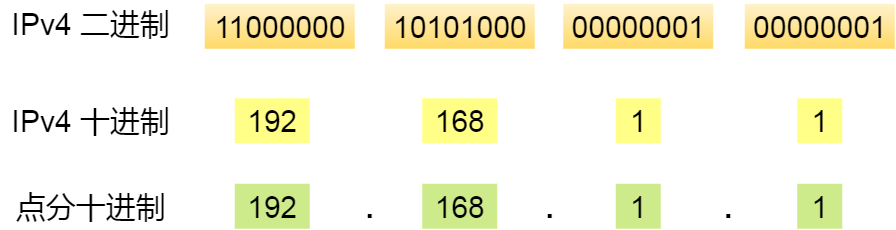 IPv4 二进制 11000000 10101000 00000001 00000001
IPv4 十进制 192 168 1 1
点分十进制 192 . 168 . 1 . 1